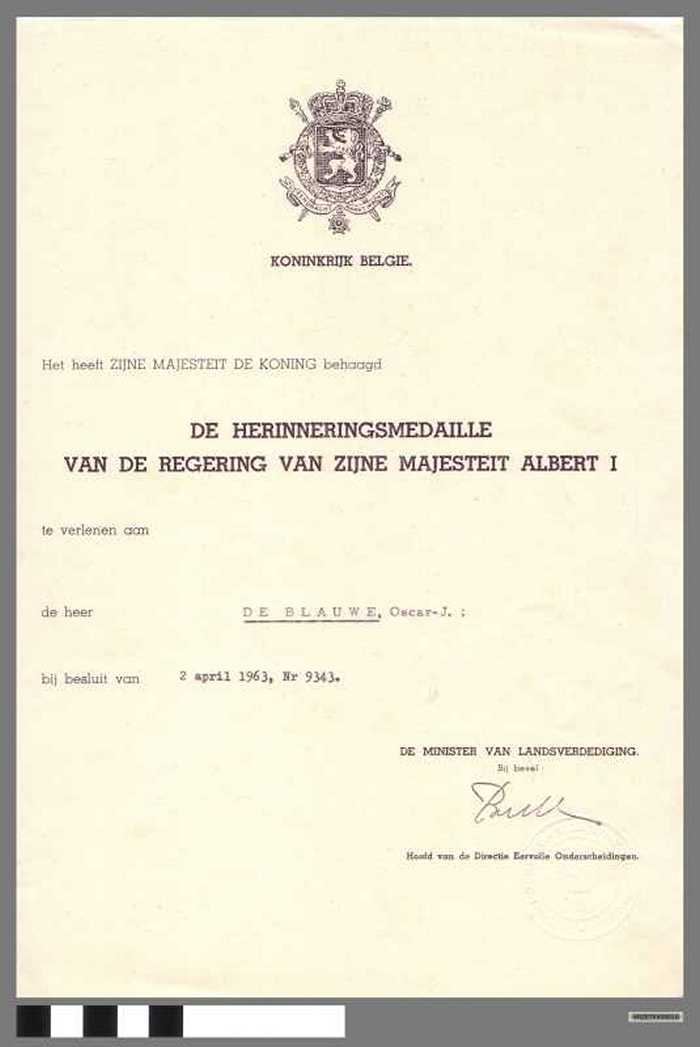 KONINKRIJK BELGIE.
Het heeft ZIJNE MAJESTEIT DE KONING behaagd
DE HERINNERINGSMEDAILLE
VAN DE REGERING VAN ZIJNE MAJESTEIT ALBERT I
te verlenen aan
de heer DE BLAUWE, Oscar-J. :
bij besluit van 2 april 1963, Nr 9343.
DE MINISTER VAN LANDSVERDEDIGING.
Bij bevel :
Hoofd van de Directie Eervolle Onderscheidingen.